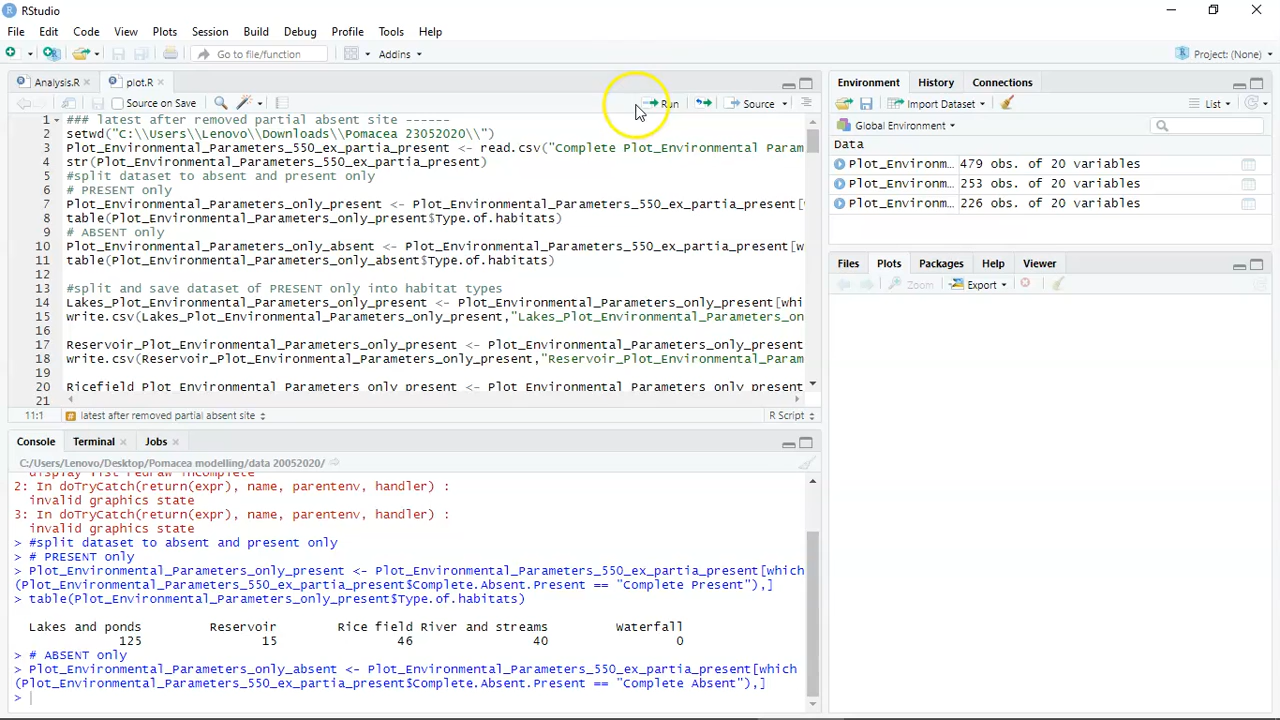 RStudio
File Edit Code View Plots Session Build Debug Profile Tools Help
Go to file/function Addins Project: (None)
Analysis.R plot.R
Source on Save Run Source
1 ### latest after removed partial absent site ------
2 setwd("C:\\Users\\Lenovo\\Downloads\\Pomacea 23052020\\")
3 Plot_Environmental_Parameters_550_ex_partia_present <- read.csv("Complete Plot_Environmental Param
4 str(Plot_Environmental_Parameters_550_ex_partia_present)
5 #split dataset to absent and present only
6 # PRESENT only
7 Plot_Environmental_Parameters_only_present <- Plot_Environmental_Parameters_550_ex_partia_present[
8 table(Plot_Environmental_Parameters_only_present$Type.of.habitats)
9 # ABSENT only
10 Plot_Environmental_Parameters_only_absent <- Plot_Environmental_Parameters_550_ex_partia_present[w
11 table(Plot_Environmental_Parameters_only_absent$Type.of.habitats)
12
13 #split and save dataset of PRESENT only into habitat types
14 Lakes_Plot_Environmental_Parameters_only_present <- Plot_Environmental_Parameters_only_present[whi
15 write.csv(Lakes_Plot_Environmental_Parameters_only_present,"Lakes_Plot_Environmental_Parameters_on
16
17 Reservoir_Plot_Environmental_Parameters_only_present <- Plot_Environmental_Parameters_only_present
18 write.csv(Reservoir_Plot_Environmental_Parameters_only_present,"Reservoir_Plot_Environmental_Param
19
20 Ricefield_Plot_Environmental_Parameters_only_present <- Plot_Environmental_Parameters_only_present
21
11:1 latest after removed partial absent site R Script
Console Terminal Jobs
C:/Users/Lenovo/Desktop/Pomacea modelling/data 20052020/
display list redraw incomplete
2: In doTryCatch(return(expr), name, parentenv, handler) :
invalid graphics state
3: In doTryCatch(return(expr), name, parentenv, handler) :
invalid graphics state
> #split dataset to absent and present only
> # PRESENT only
> Plot_Environmental_Parameters_only_present <- Plot_Environmental_Parameters_550_ex_partia_present[which
(Plot_Environmental_Parameters_550_ex_partia_present$Complete.Absent.Present == "Complete Present"),]
> table(Plot_Environmental_Parameters_only_present$Type.of.habitats)
Lakes and ponds Reservoir Rice field River and streams Waterfall
125 15 46 40 0
> # ABSENT only
> Plot_Environmental_Parameters_only_absent <- Plot_Environmental_Parameters_550_ex_partia_present[which
(Plot_Environmental_Parameters_550_ex_partia_present$Complete.Absent.Present == "Complete Absent"),]
>
Environment History Connections
Import Dataset List
Global Environment
Data
Plot_Environm… 479 obs. of 20 variables
Plot_Environm… 253 obs. of 20 variables
Plot_Environm… 226 obs. of 20 variables
Files Plots Packages Help Viewer
Zoom Export